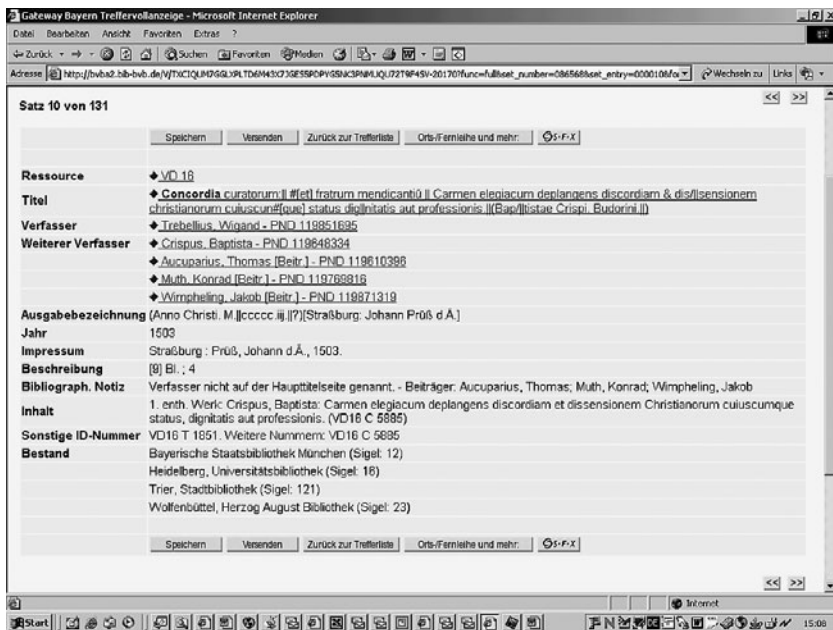 Gateway Bayern Treffervollanzeige - Microsoft Internet Explorer
Datei Bearbeiten Ansicht Favoriten Extras ?
Zurück Suchen Favoriten Medien
Adresse Wechseln zu Links
Satz 10 von 131
<< >>
Speichern Versenden Zurück zur Trefferliste Orts-/Fernleihe und mehr: S·F·X
Ressource ◆ VD 16
Titel ◆ Concordia curatorum:|| #[et] fratrum mendicantiū || Carmen elegiacum deplangens discordiam & dis/||sensionem
christianorum cuiuscun#[que] status dig||nitatis aut professionis.||(Bap/||tistae Crispi. Budorini.||)
Verfasser ◆ Trebellius, Wigand - PND 119851695
Weiterer Verfasser ◆ Crispus, Baptista - PND 119648334
◆ Aucuparius, Thomas [Beitr.] - PND 119610396
◆ Muth, Konrad [Beitr.] - PND 119769816
◆ Wimpheling, Jakob [Beitr.] - PND 119871319
Ausgabebezeichnung (Anno Christi. M.||ccccc.iij.||?)[Straßburg: Johann Prüß d.Ä.]
Jahr 1503
Impressum Straßburg : Prüß, Johann d.Ä., 1503.
Beschreibung [9] Bl. ; 4
Bibliograph. Notiz Verfasser nicht auf der Haupttitelseite genannt. - Beiträger: Aucuparius, Thomas; Muth, Konrad; Wimpheling, Jakob
Inhalt 1. enth. Werk: Crispus, Baptista: Carmen elegiacum deplangens discordiam et dissensionem Christianorum cuiuscumque
status, dignitatis aut professionis. (VD16 C 5885)
Sonstige ID-Nummer VD16 T 1851. Weitere Nummern: VD16 C 5885
Bestand Bayerische Staatsbibliothek München (Sigel: 12)
Heidelberg, Universitätsbibliothek (Sigel: 16)
Trier, Stadtbibliothek (Sigel: 121)
Wolfenbüttel, Herzog August Bibliothek (Sigel: 23)
Speichern Versenden Zurück zur Trefferliste Orts-/Fernleihe und mehr: S·F·X
<< >>
Internet
Start 15:08